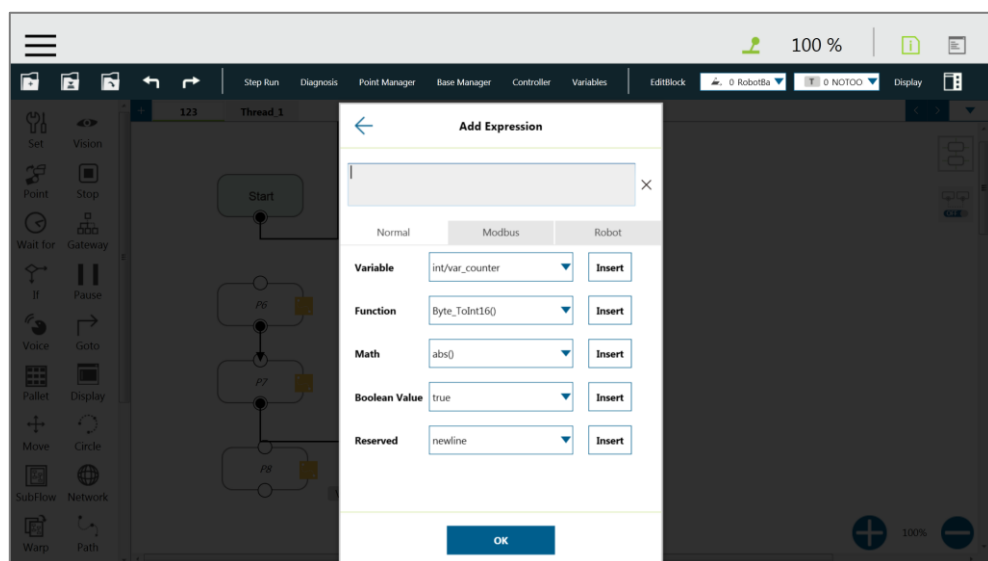 100 %
Step Run Diagnosis Point Manager Base Manager Controller Variables EditBlock 0 RobotBa T 0 NOTOO Display
123 Thread_1
Set Vision
Point Stop
Wait for Gateway
If Pause
Voice Goto
Pallet Display
Move Circle
SubFlow Network
Warp Path
Start
P6
P7
P8
Add Expression
Normal Modbus Robot
Variable int/var_counter Insert
Function Byte_ToInt16() Insert
Math abs() Insert
Boolean Value true Insert
Reserved newline Insert
OK
100%